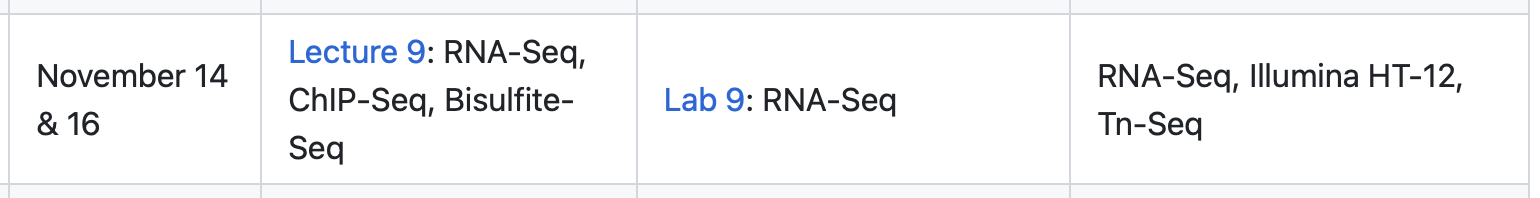 November 14
& 16
Lecture 9: RNA-Seq,
ChIP-Seq, Bisulfite-
Seq
Lab 9: RNA-Seq
RNA-Seq, Illumina HT-12,
Tn-Seq